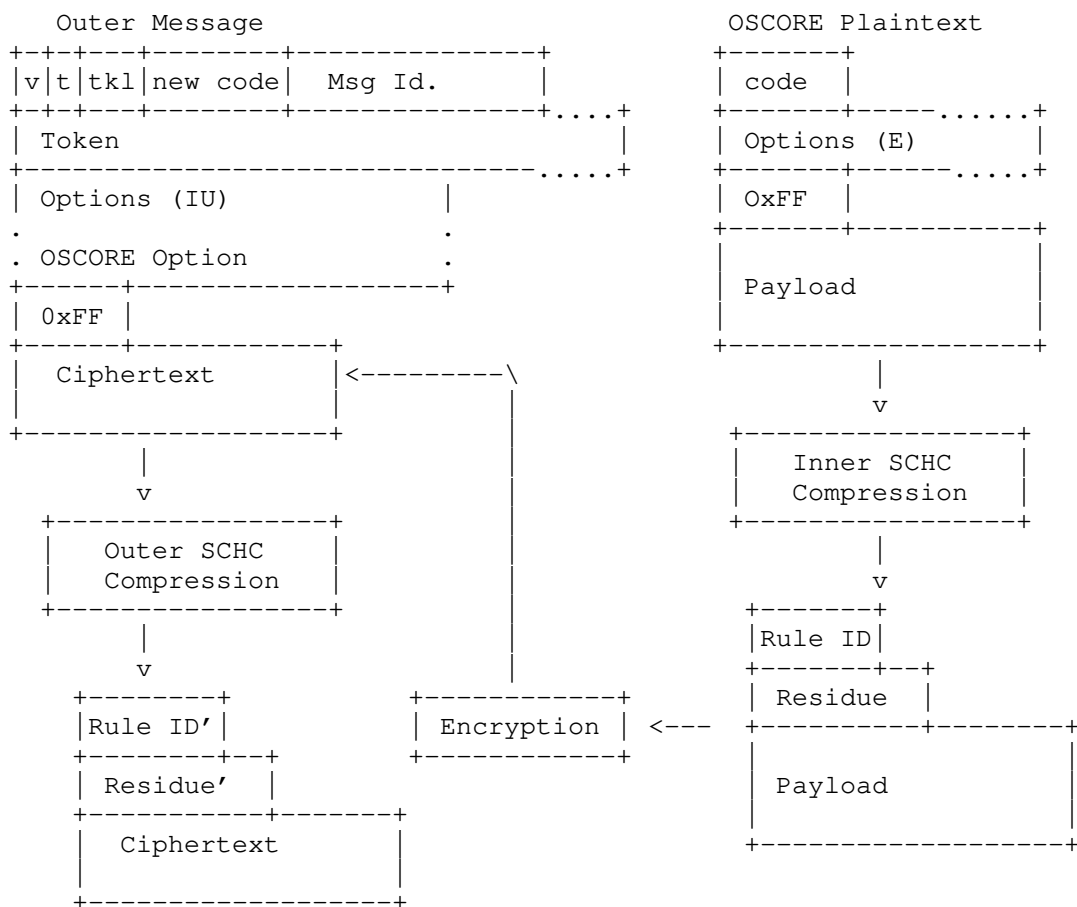 Outer Message
v t tkl new code Msg Id.
Token
Options (IU)
OSCORE Option
0xFF
Ciphertext
Outer SCHC
Compression
Rule ID’
Residue’
Ciphertext
OSCORE Plaintext
code
Options (E)
OxFF
Payload
Inner SCHC
Compression
Rule ID
Residue
Payload
Encryption